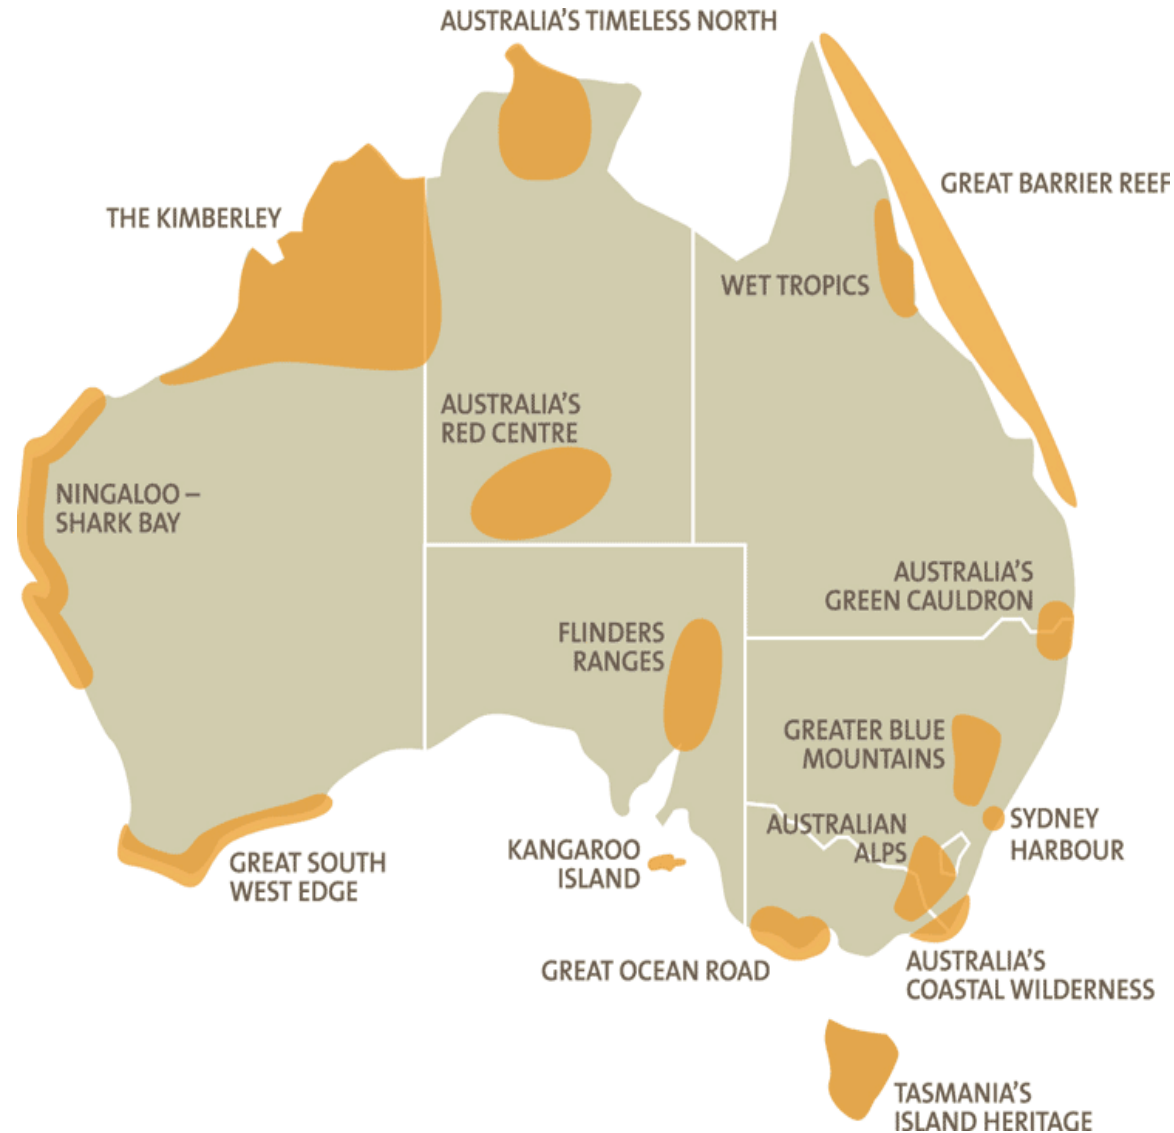 AUSTRALIA'S TIMELESS NORTH
GREAT BARRIER REEF
THE KIMBERLEY
WET TROPICS
AUSTRALIA'S
RED CENTRE
NINGALOO –
SHARK BAY
AUSTRALIA'S
GREEN CAULDRON
FLINDERS
RANGES
GREATER BLUE
MOUNTAINS
SYDNEY
HARBOUR
AUSTRALIAN
ALPS
KANGAROO
ISLAND
GREAT SOUTH
WEST EDGE
GREAT OCEAN ROAD
AUSTRALIA'S
COASTAL WILDERNESS
TASMANIA'S
ISLAND HERITAGE